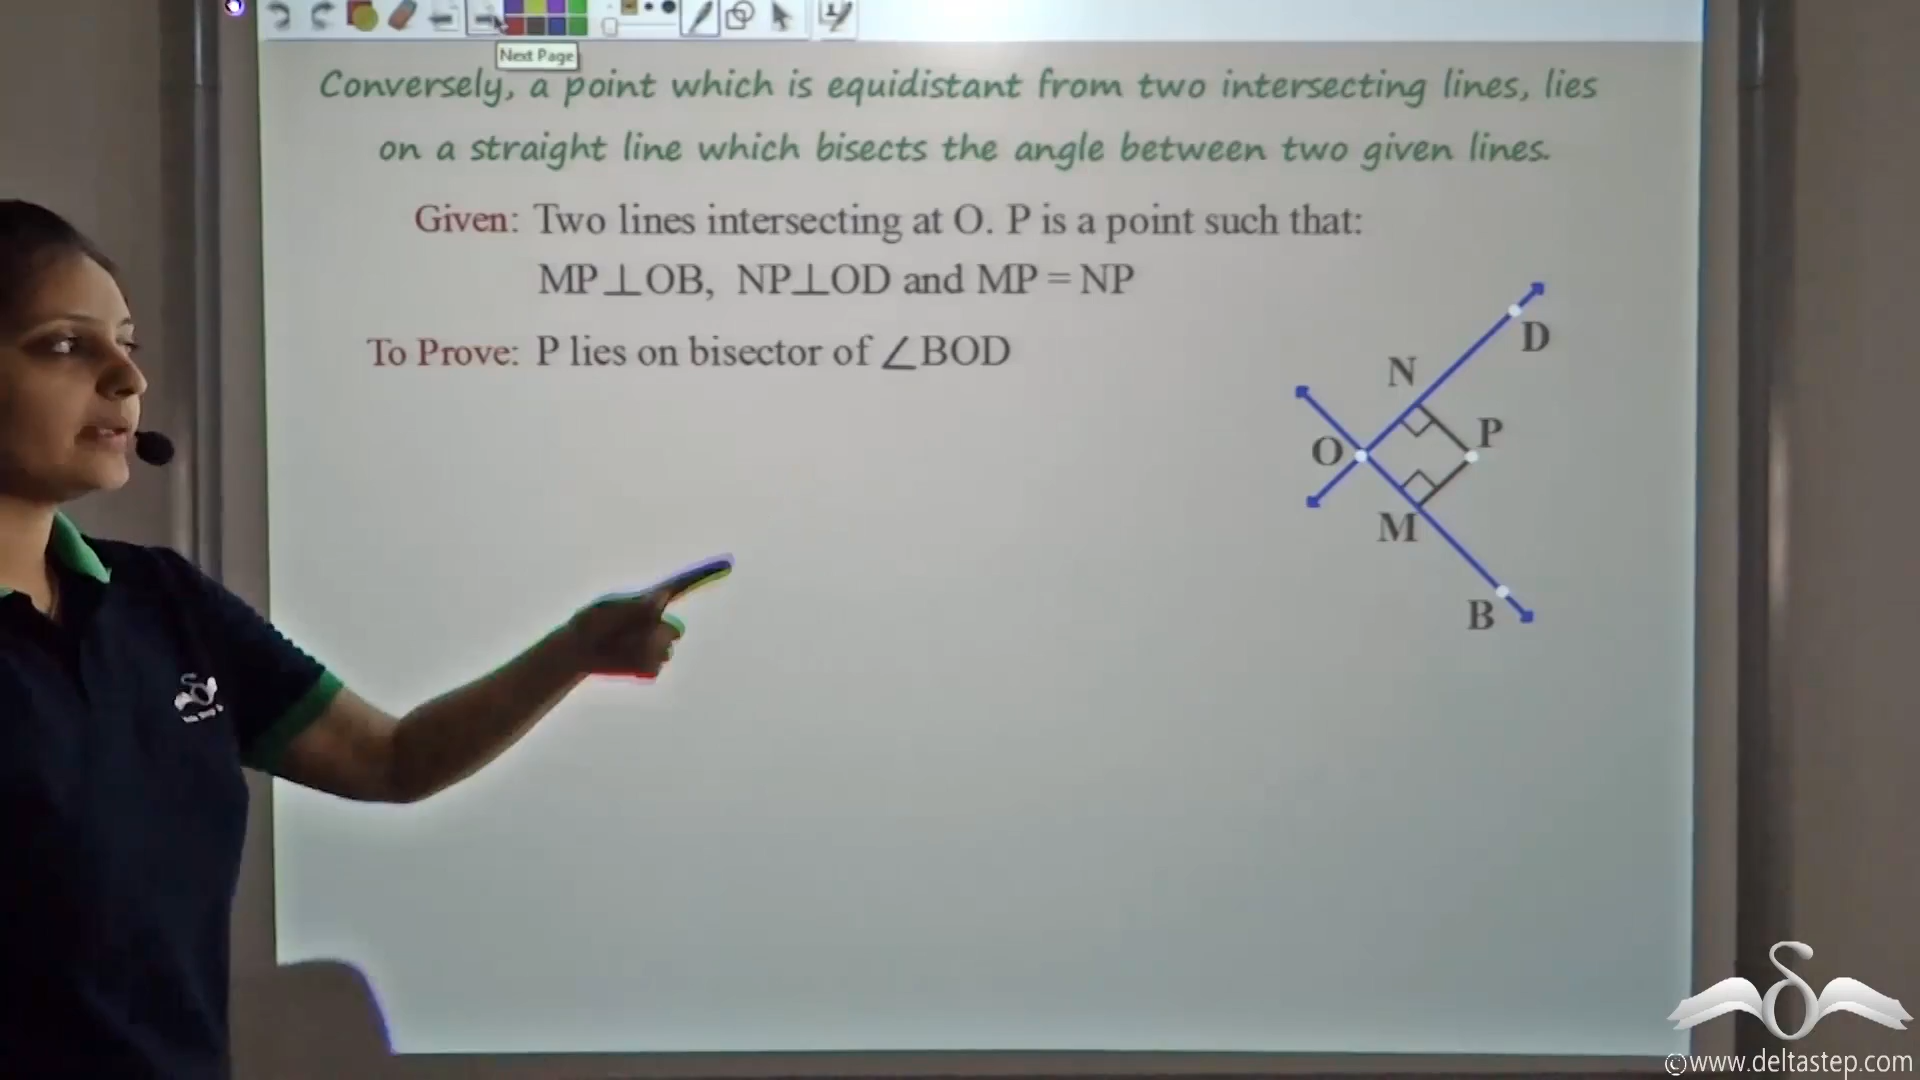 Next Page
Conversely, a point which is equidistant from two intersecting lines, lies
on a straight line which bisects the angle between two given lines.
Given: Two lines intersecting at O. P is a point such that:
MP⊥OB, NP⊥OD and MP = NP
To Prove: P lies on bisector of ∠BOD
D
N
P
O
M
B
©www.deltastep.com